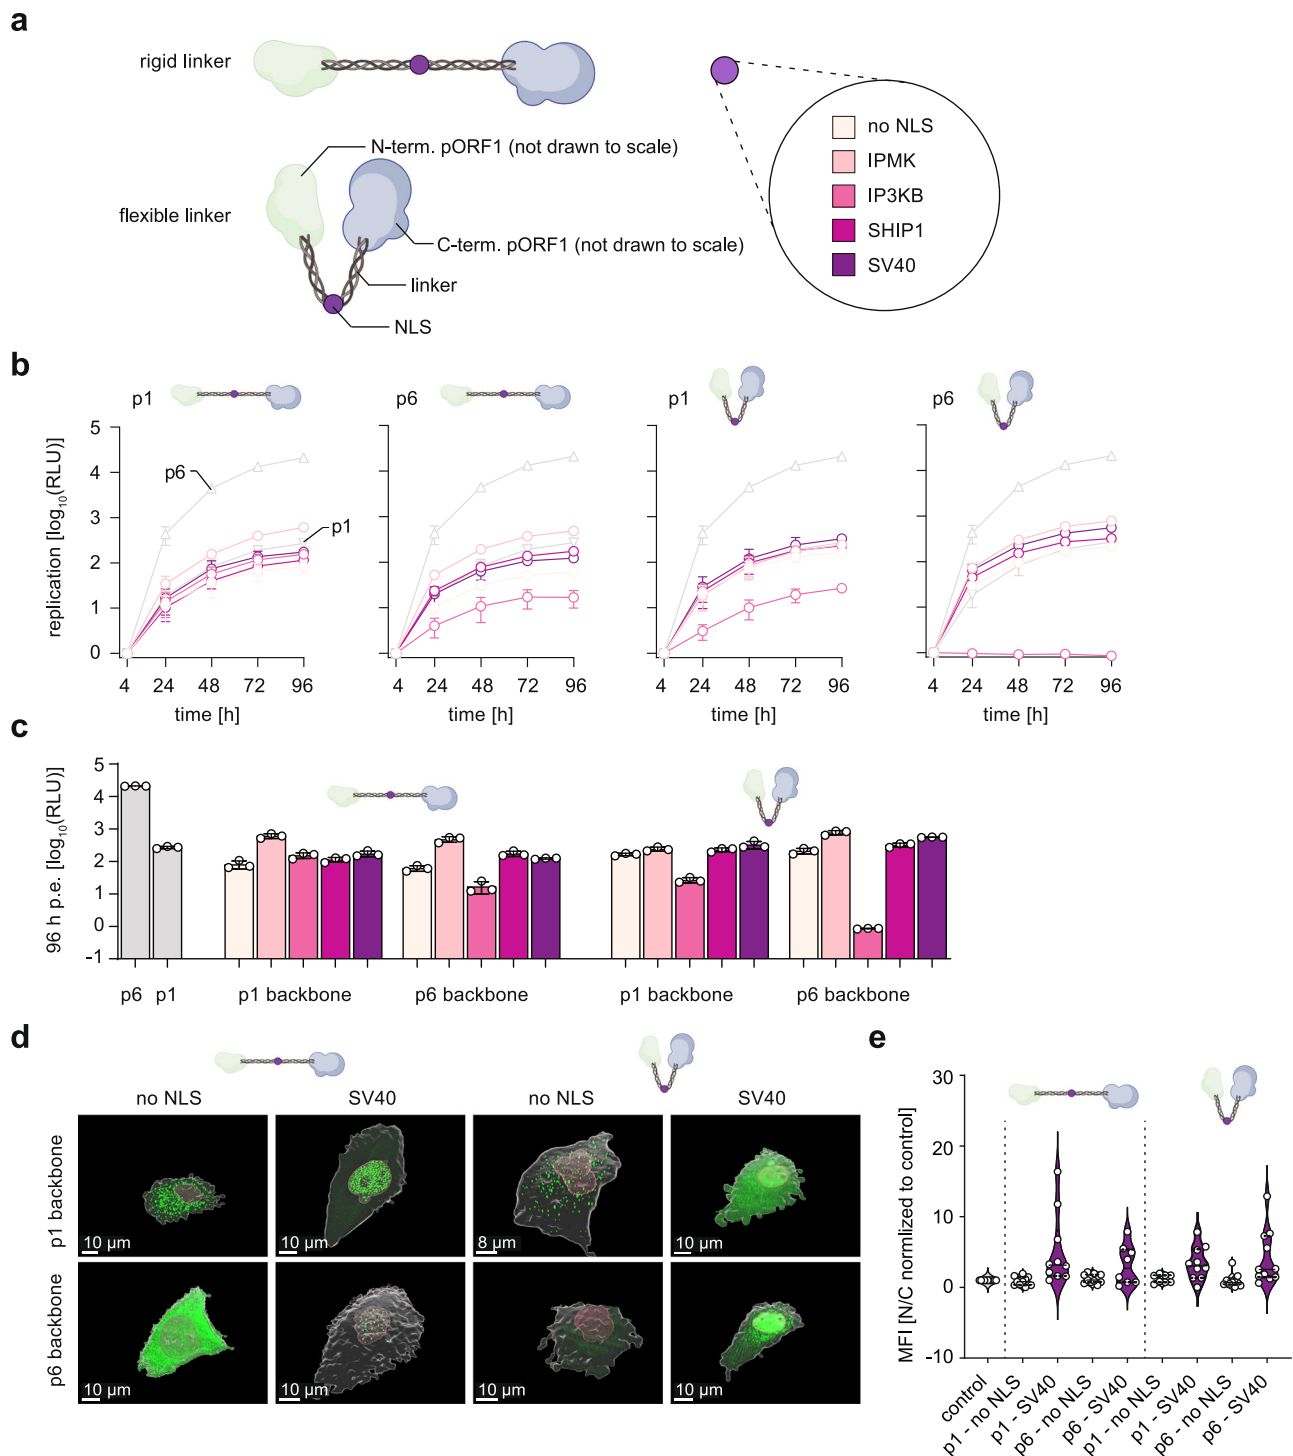 a
rigid linker
N-term. pORF1 (not drawn to scale)
flexible linker
C-term. pORF1 (not drawn to scale)
linker
NLS
no NLS
IPMK
IP3KB
SHIP1
SV40
b
p1
p6
p1
p6
replication [log10(RLU)]
5
4
3
2
1
0
p6
p1
4 24 48 72 96
4 24 48 72 96
4 24 48 72 96
4 24 48 72 96
time [h]
time [h]
time [h]
time [h]
c
96 h p.e. [log10(RLU)]
5
4
3
2
1
0
-1
p6 p1
p1 backbone
p6 backbone
p1 backbone
p6 backbone
d
no NLS
SV40
no NLS
SV40
p1 backbone
10 µm
10 µm
8 µm
10 µm
p6 backbone
10 µm
10 µm
10 µm
10 µm
e
MFI [N/C normlized to control]
30
20
10
0
-10
control
p1 - no NLS
p1 - SV40
p6 - no NLS
p6 - SV40
p1 - no NLS
p1 - SV40
p6 - no NLS
p6 - SV40